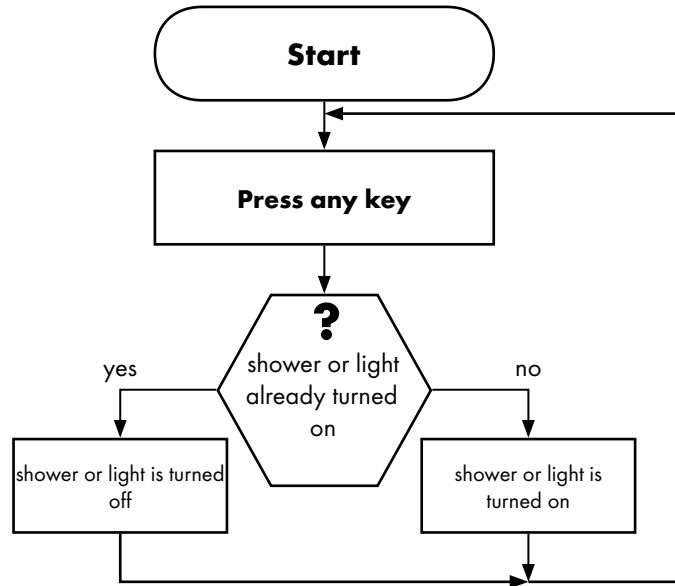 Start
Press any key
?
shower or light
already turned
on
yes
no
shower or light is turned
off
shower or light is
turned on